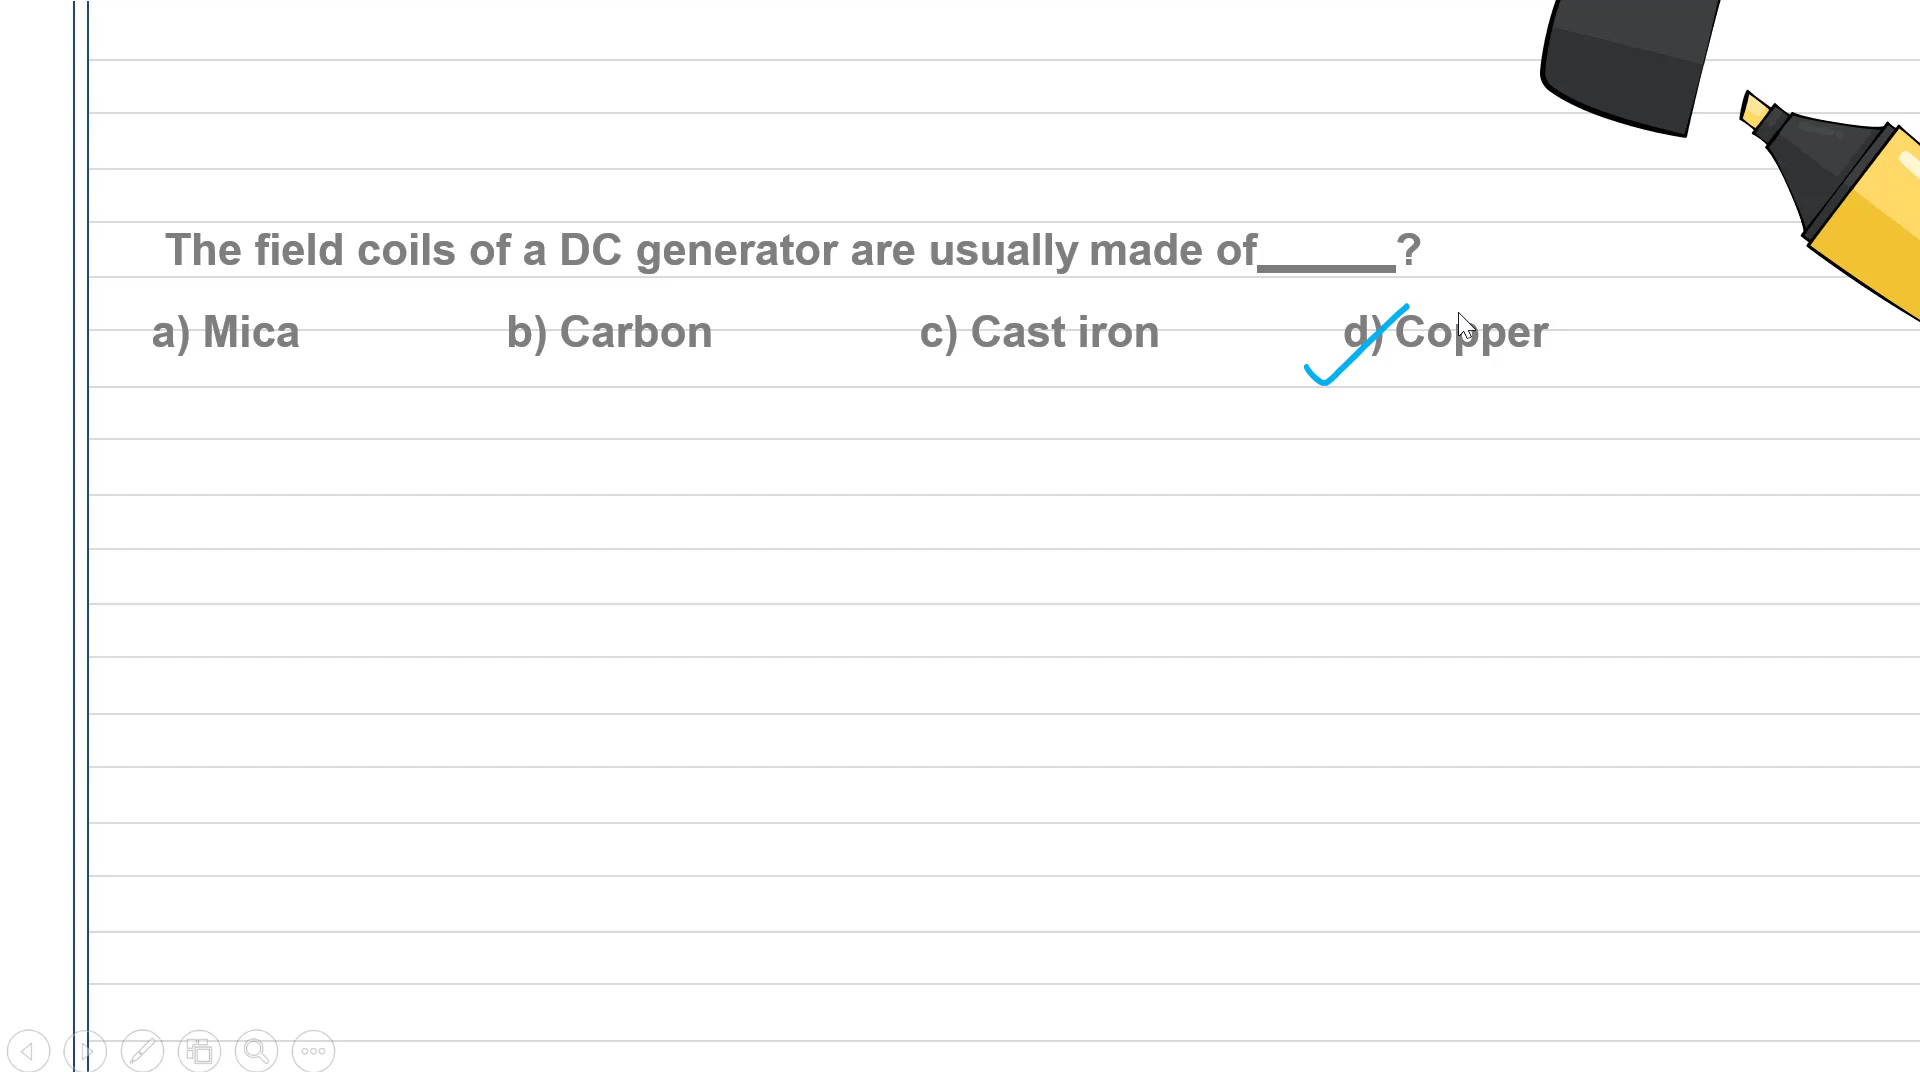 The field coils of a DC generator are usually made of______?
a) Mica b) Carbon c) Cast iron d) Copper